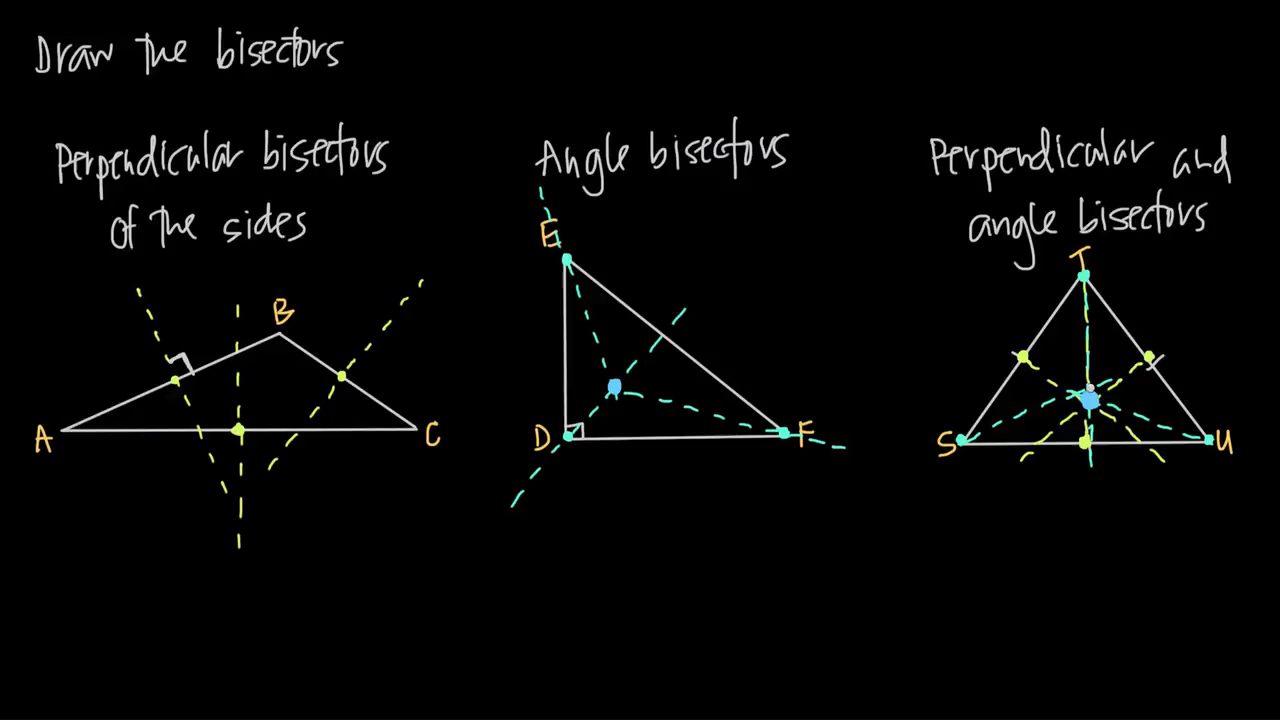 Draw the bisectors
Perpendicular bisectors
of the sides
Angle bisectors
Perpendicular and
angle bisectors
A
B
C
D
E
F
S
T
U